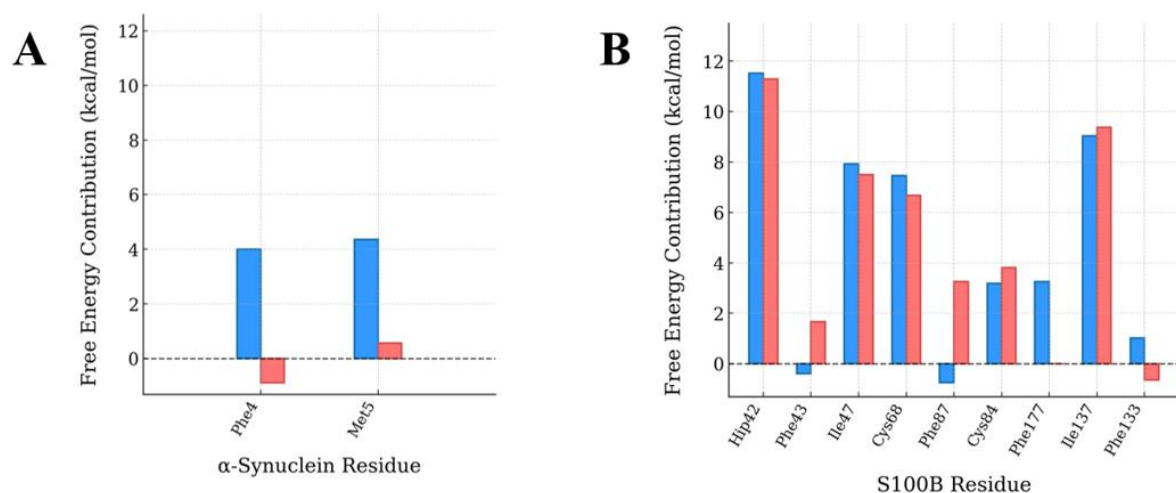 A
Free Energy Contribution (kcal/mol)
12
10
8
6
4
2
0
Phe4
Met5
α-Synuclein Residue
B
Free Energy Contribution (kcal/mol)
12
10
8
6
4
2
0
Hip42
Phe43
Ile47
Cys68
Phe87
Cys84
Phe177
Ile137
Phe133
S100B Residue